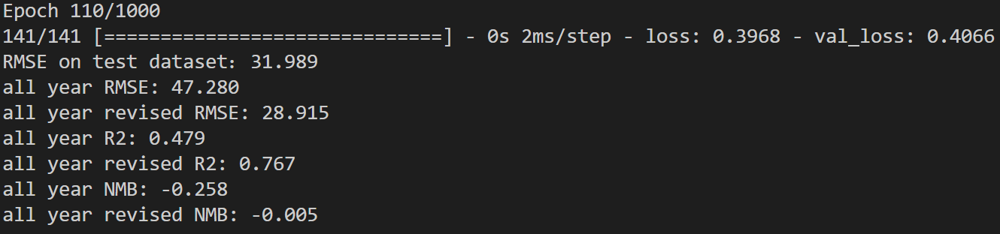 Epoch 110/1000
141/141 [==============================] - 0s 2ms/step - loss: 0.3968 - val_loss: 0.4066
RMSE on test dataset: 31.989
all year RMSE: 47.280
all year revised RMSE: 28.915
all year R2: 0.479
all year revised R2: 0.767
all year NMB: -0.258
all year revised NMB: -0.005